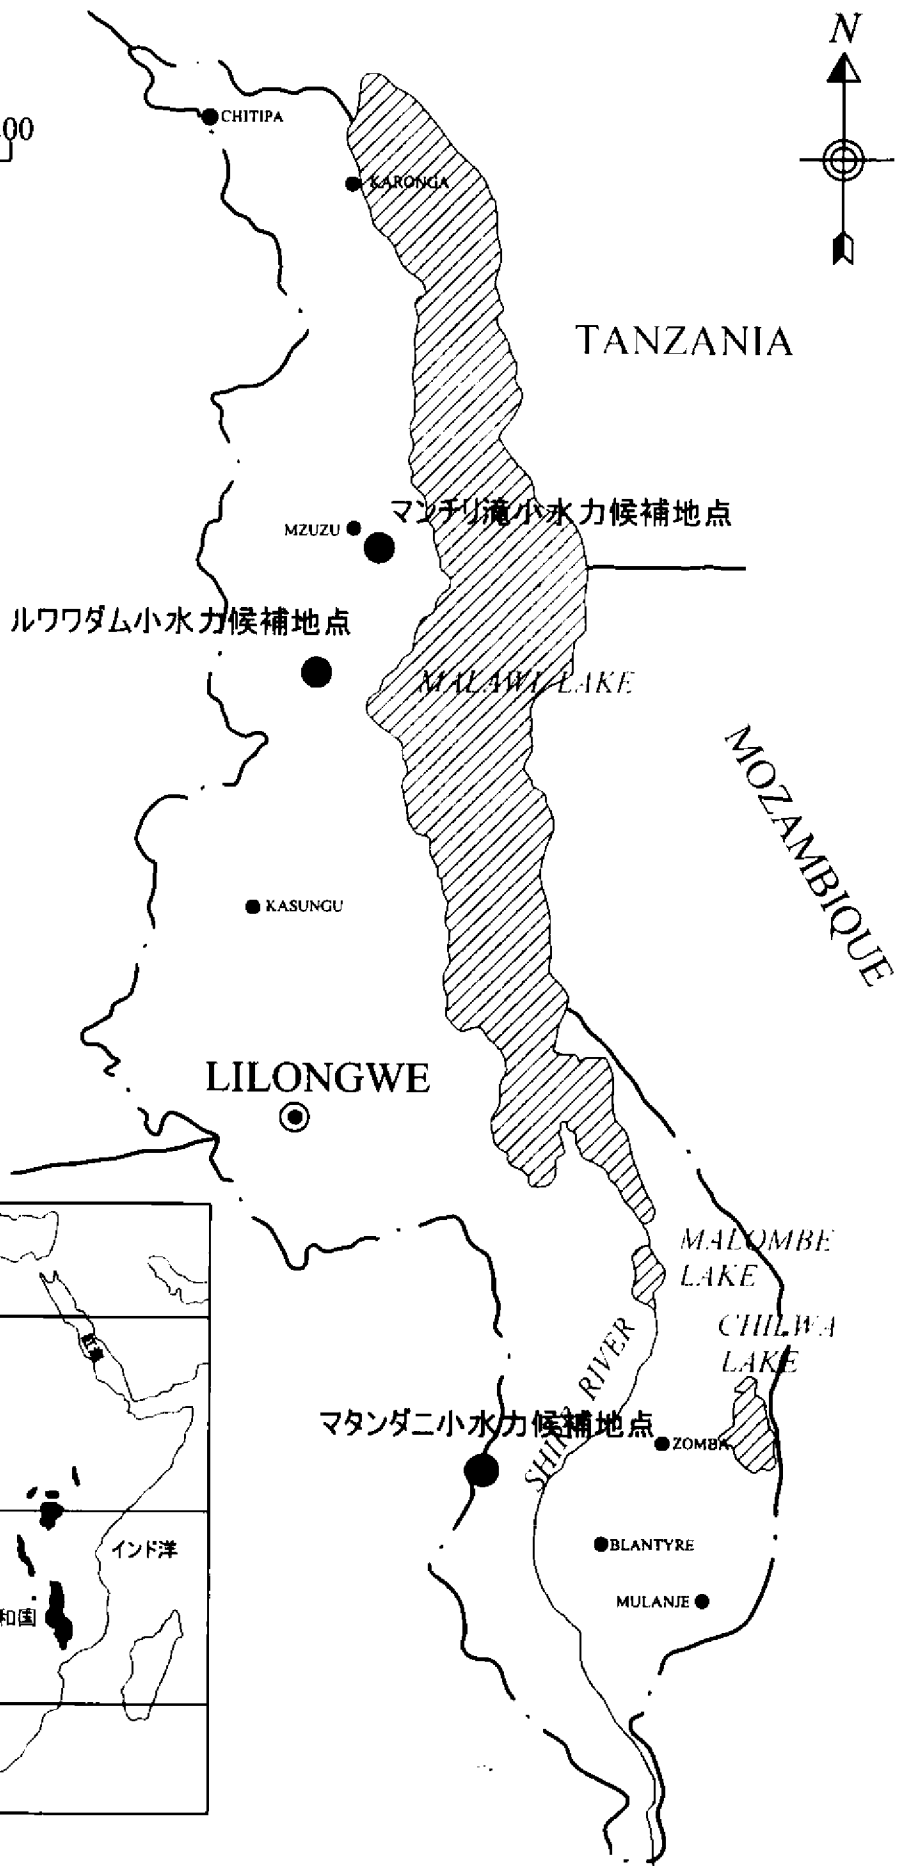 N
00
CHITIPA
KARONGA
TANZANIA
マンチリ滝小水力候補地点
MZUZU
ルワワダム小水力候補地点
MALAWI LAKE
MOZAMBIQUE
KASUNGU
LILONGWE
MALOMBE
LAKE
CHILWA
LAKE
RIVER
マタンダニ小水力候補地点
ZOMBA
BLANTYRE
MULANJE
インド洋
和国